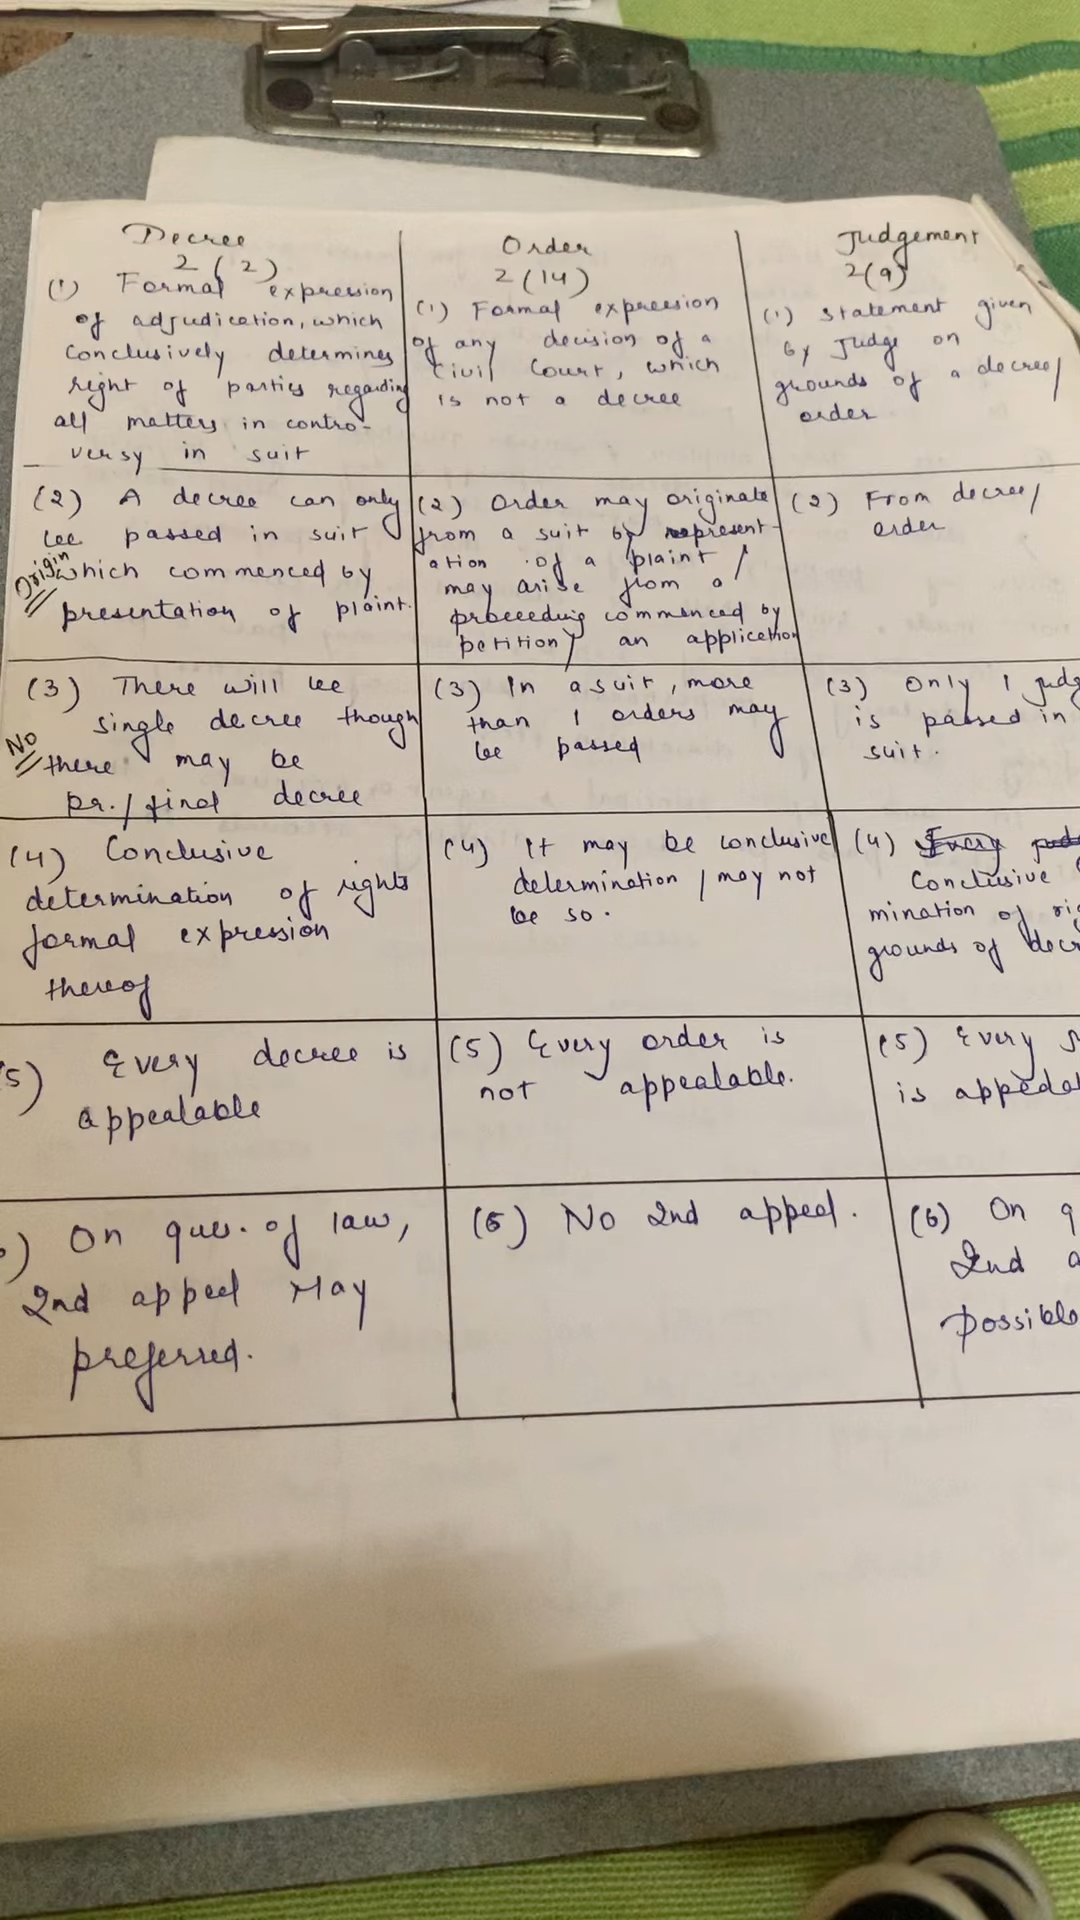 Decree
2(2)
(1) Formal expression
of adjudication, which
conclusively determines
right of parties regarding
all matters in contro-
versy in suit
Order
2(14)
(1) Formal expression
of any decision of a
civil court, which
is not a decree
Judgement
2(9)
(1) statement given
by Judge on
grounds of a decree/
order
(2) A decree can only
be passed in suit
Origin
which commenced by
presentation of plaint.
(2) Order may originate
from a suit by represent-
ation of a plaint /
may arise from a
proceeding commenced by
petition/ an application
(2) From decree/
order
(3) There will be
single decree though
No
there may be
pr./final decree
(3) In a suit, more
than 1 orders may
be passed
(3) Only 1 judg
is passed in
suit.
(4) Conclusive
determination of rights
formal expression
thereof
(4) It may be conclusive
determination / may not
be so.
(4) Every
Conclusive
mination of rig
grounds of decr
5) Every decree is
appealable
(5) Every order is
not appealable.
(5) Every
is appeala
) On ques. of law,
2nd appeal May
preferred.
(6) No 2nd appeal.
(6) On q
2nd a
possible